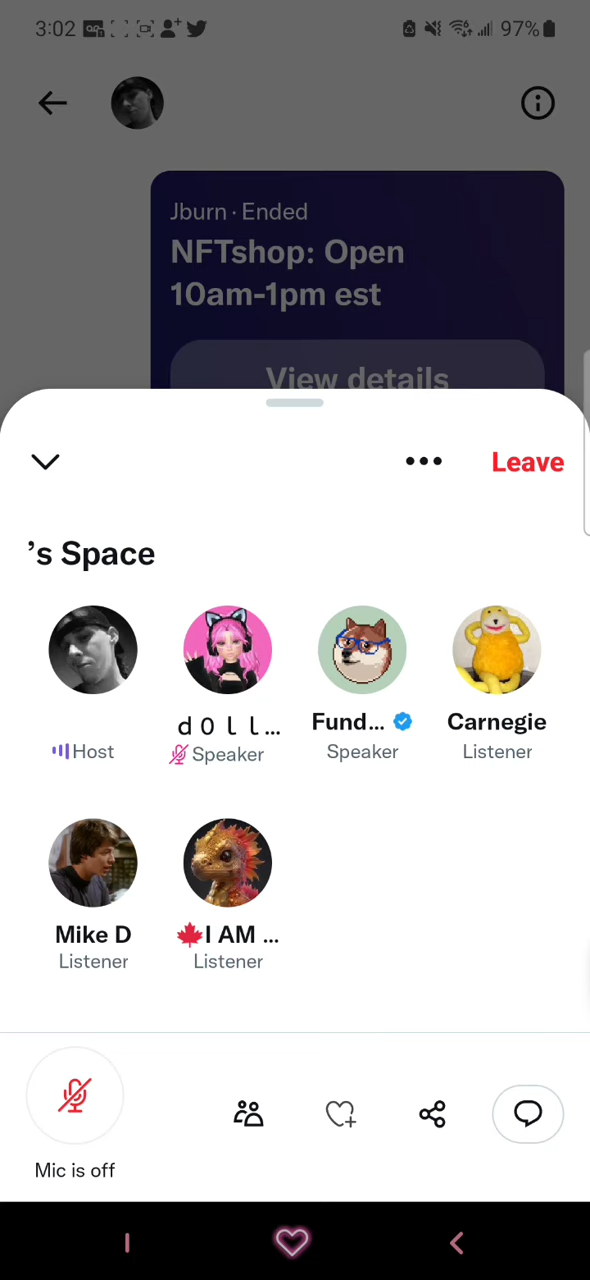 3:02
97%
Jburn · Ended
NFTshop: Open
10am-1pm est
View details
Leave
’s Space
d o l l...
Fund...
Carnegie
Host
Speaker
Speaker
Listener
Mike D
🍁I AM ...
Listener
Listener
Mic is off